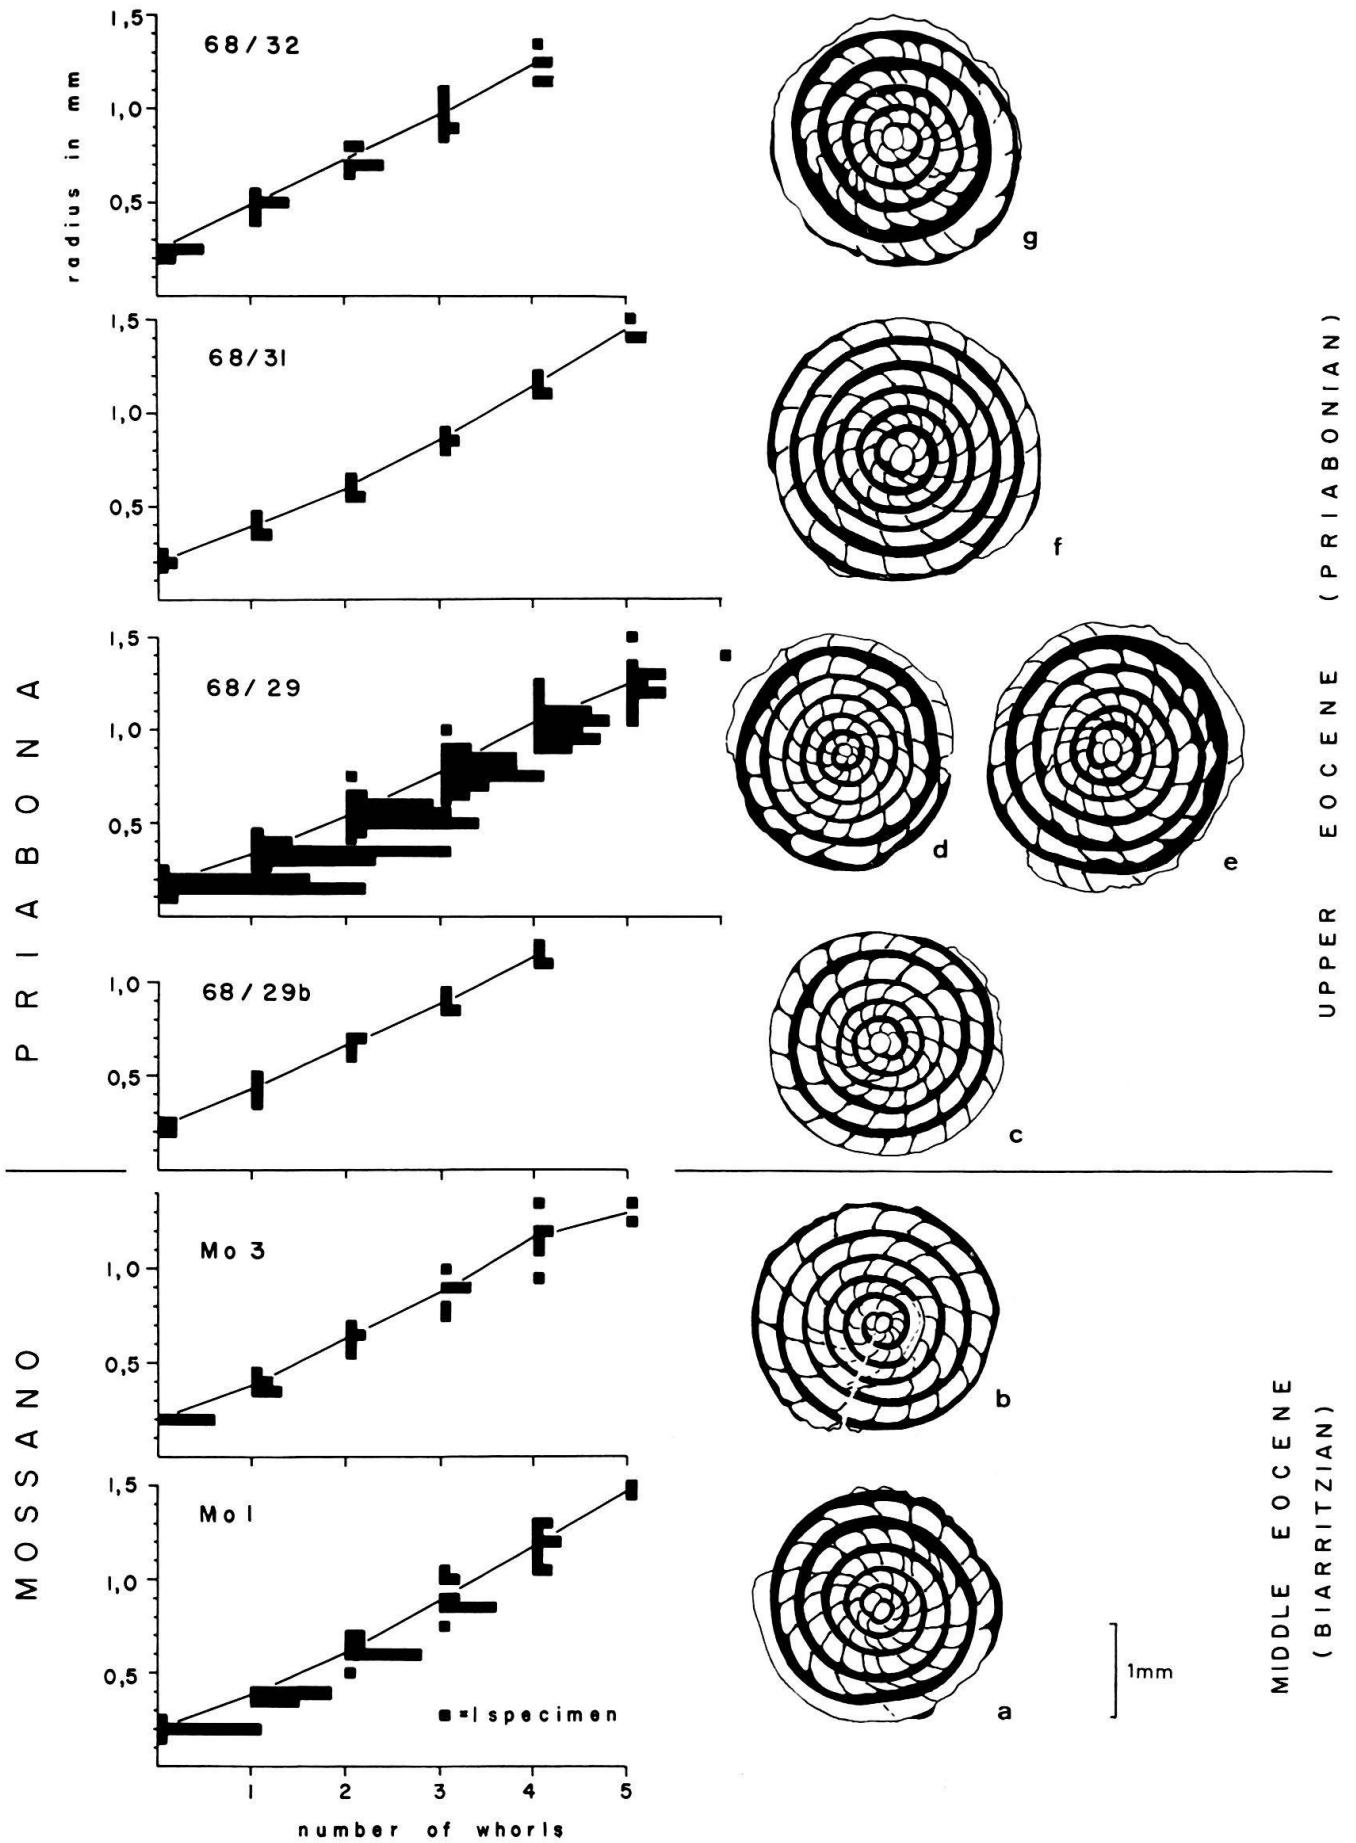 1,5
68/32
1,0
0,5
radius in mm
g
1,5
68/31
1,0
0,5
f
1,5
68/29
1,0
0,5
d
e
68/29b
1,0
0,5
c
PRIABONA
UPPER EOCENE (PRIABONIAN)
Mo 3
1,0
0,5
b
1,5
Mo 1
1,0
0,5
=1 specimen
a
1mm
1 2 3 4 5
number of whorls
MOSSANO
MIDDLE EOCENE
(BIARRITZIAN)